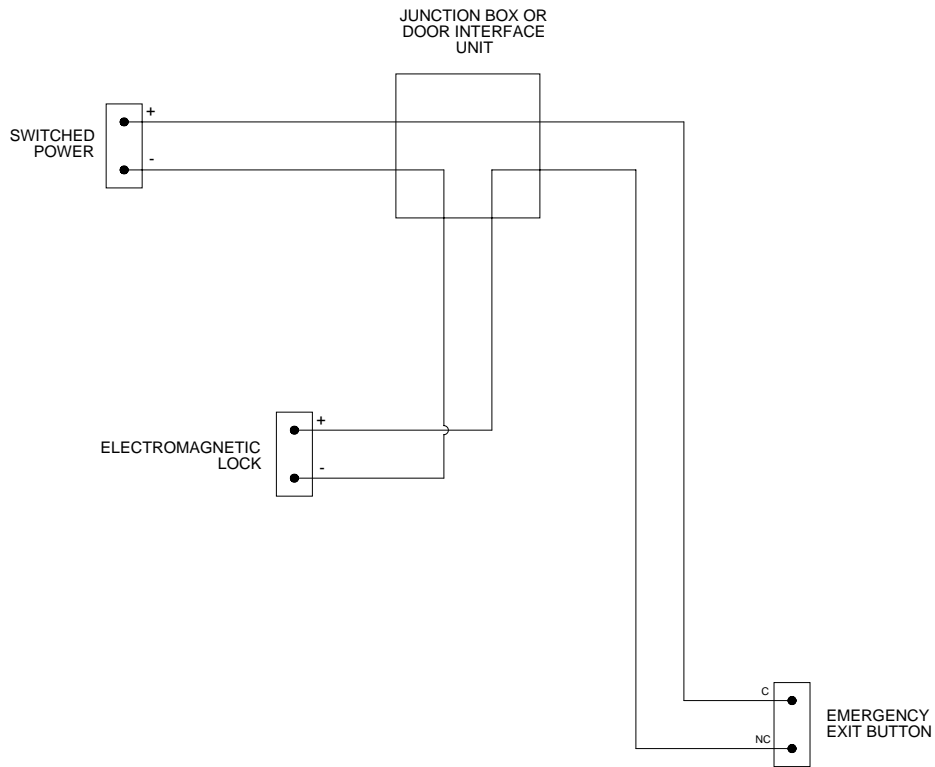 JUNCTION BOX OR
DOOR INTERFACE
UNIT
+
SWITCHED
POWER
-
+
ELECTROMAGNETIC
LOCK
-
C
EMERGENCY
EXIT BUTTON
NC